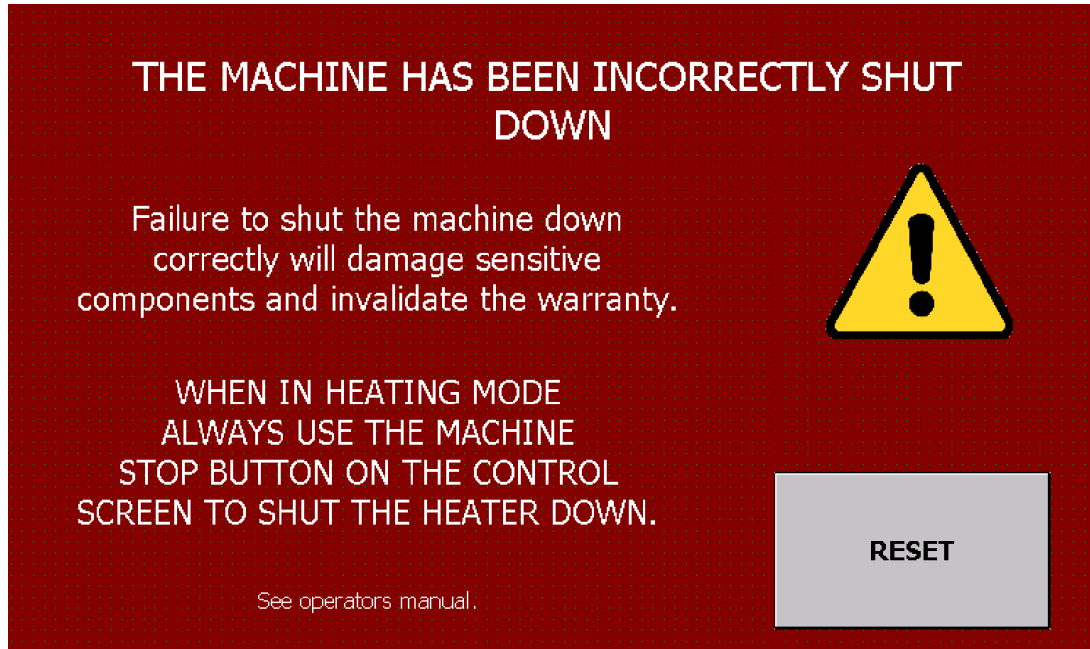 THE MACHINE HAS BEEN INCORRECTLY SHUT
DOWN
Failure to shut the machine down
correctly will damage sensitive
components and invalidate the warranty.
WHEN IN HEATING MODE
ALWAYS USE THE MACHINE
STOP BUTTON ON THE CONTROL
SCREEN TO SHUT THE HEATER DOWN.
RESET
See operators manual.